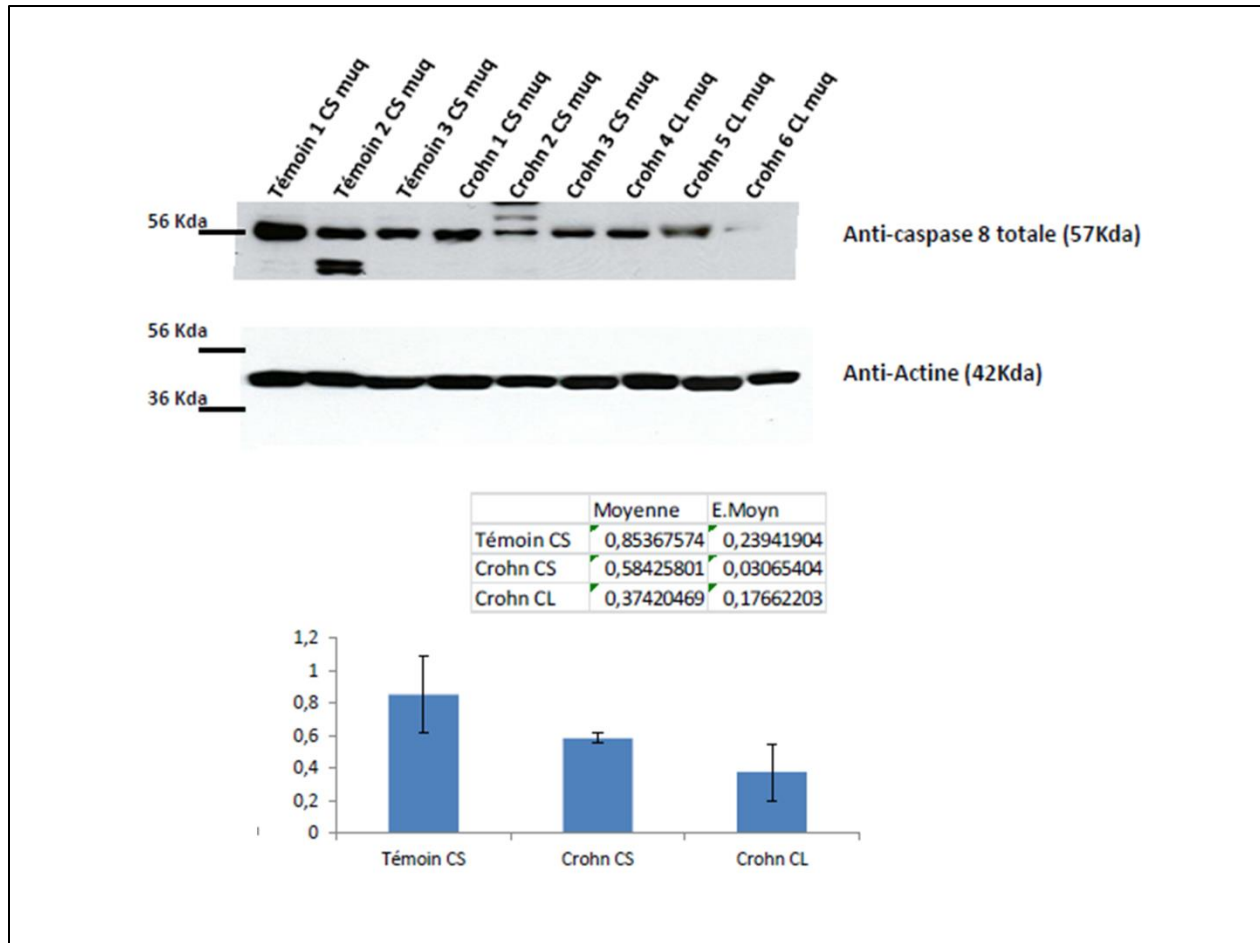 Témoin 1 CS muq
Témoin 2 CS muq
Témoin 3 CS muq
Crohn 1 CS muq
Crohn 2 CS muq
Crohn 3 CS muq
Crohn 4 CL muq
Crohn 5 CL muq
Crohn 6 CL muq
56 Kda
Anti-caspase 8 totale (57Kda)
56 Kda
Anti-Actine (42Kda)
36 Kda
Moyenne E.Moyn
Témoin CS 0,85367574 0,23941904
Crohn CS 0,58425801 0,03065404
Crohn CL 0,37420469 0,17662203
1,2
1
0,8
0,6
0,4
0,2
0
Témoin CS Crohn CS Crohn CL